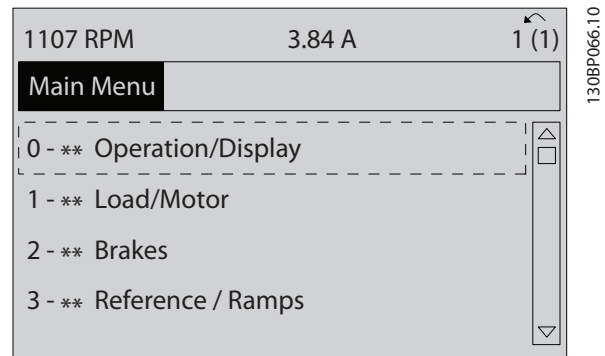 1107 RPM 3.84 A 1 (1)
Main Menu
0 - ** Operation/Display
1 - ** Load/Motor
2 - ** Brakes
3 - ** Reference / Ramps
130BP066.10